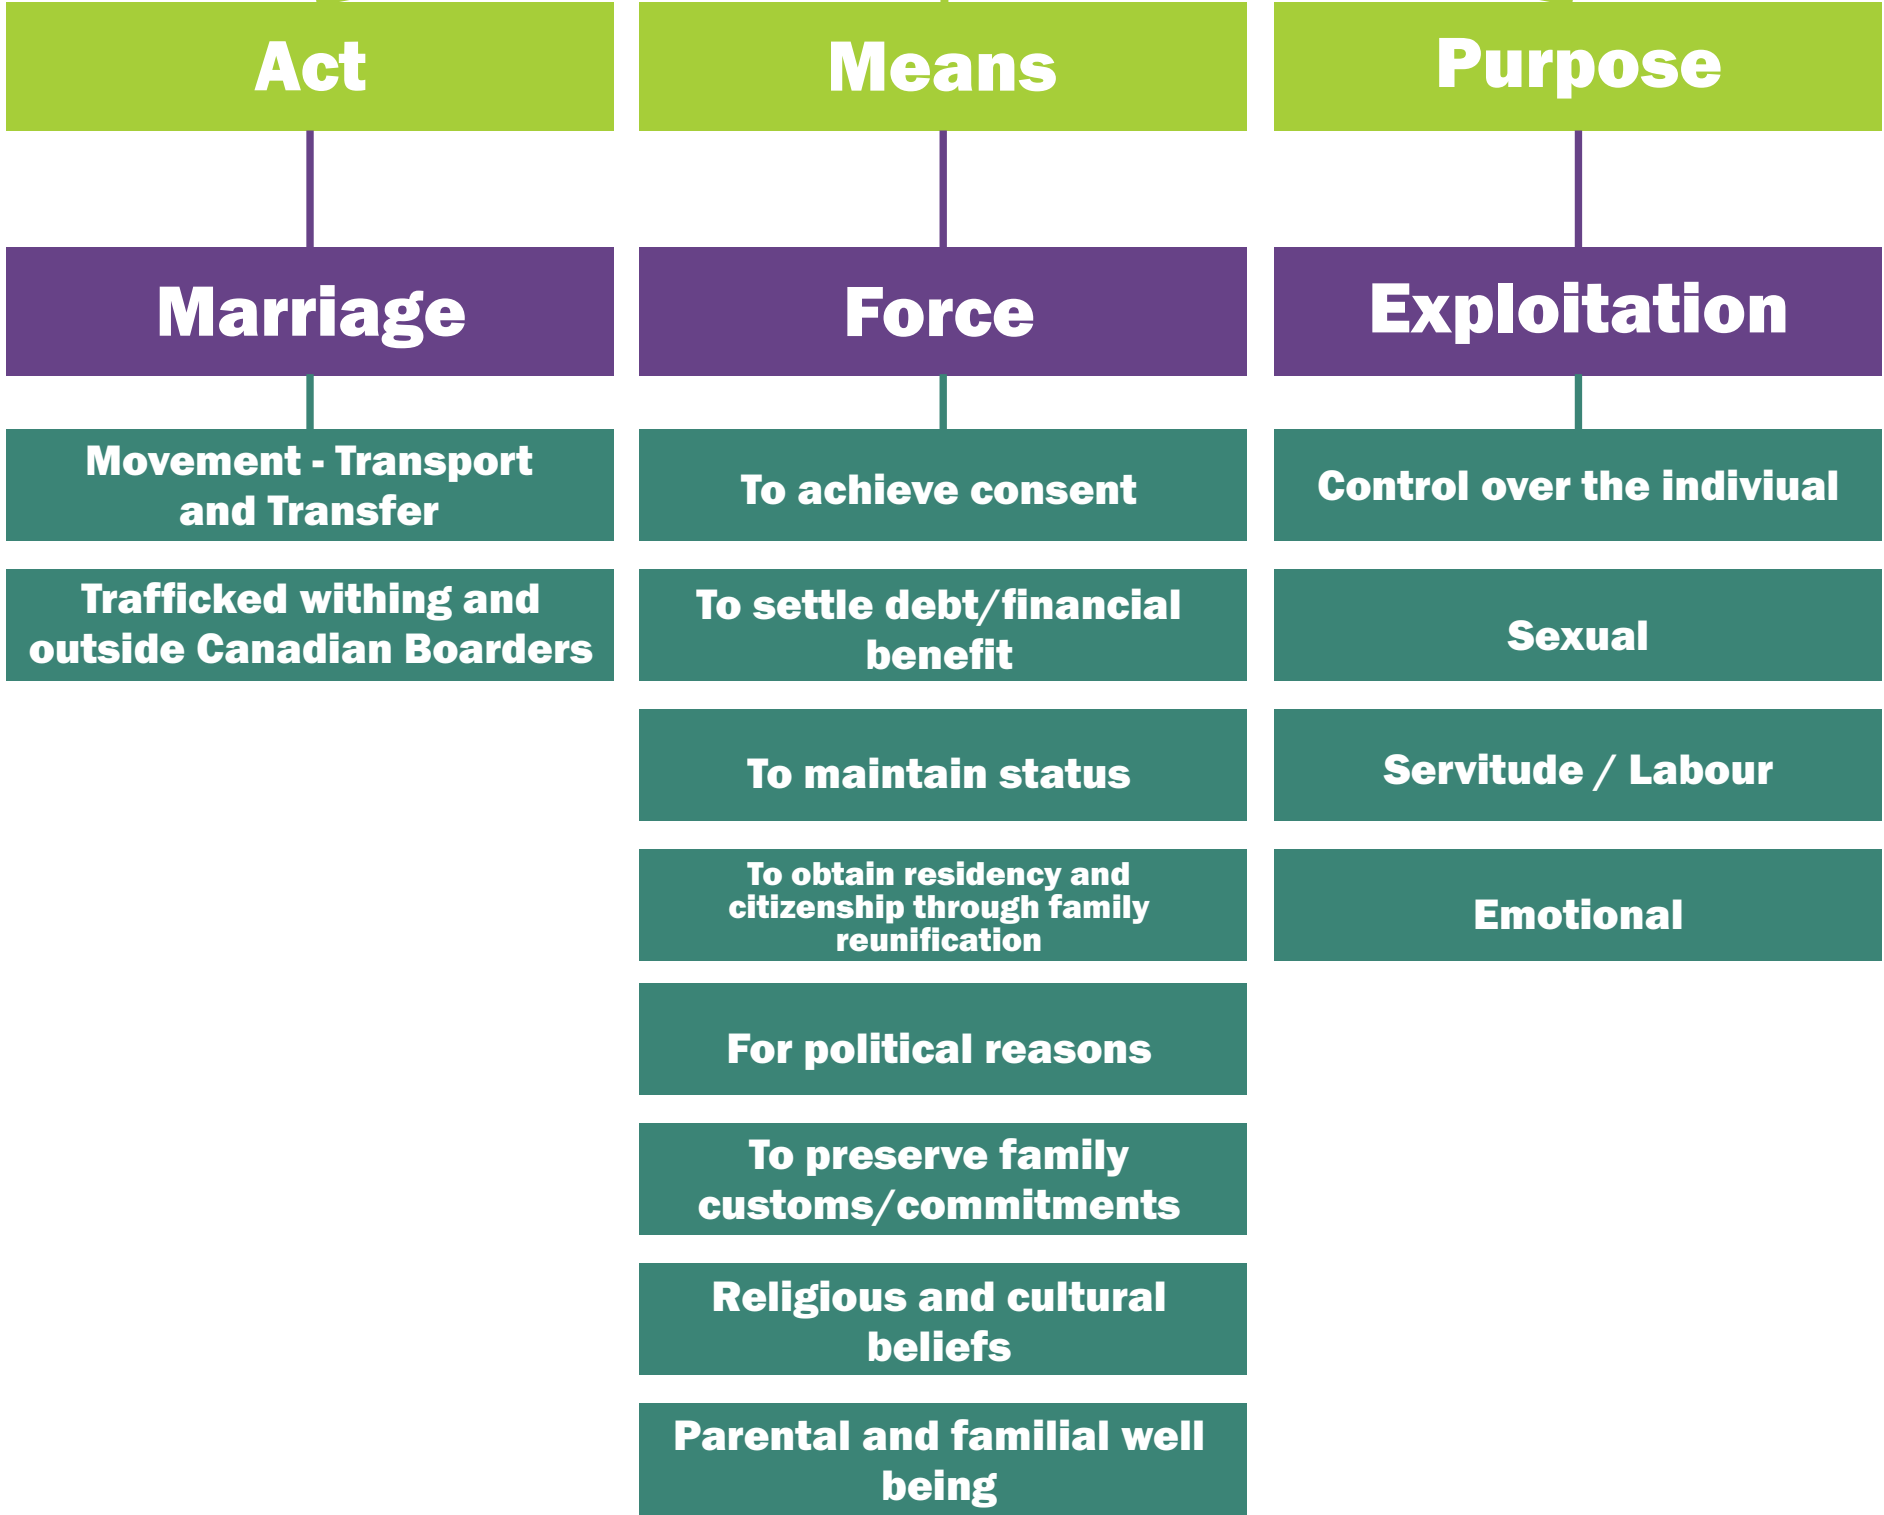 Act
Means
Purpose
Marriage
Force
Exploitation
Movement - Transport
and Transfer
Trafficked withing and
outside Canadian Boarders
To achieve consent
To settle debt/financial
benefit
To maintain status
To obtain residency and
citizenship through family
reunification
For political reasons
To preserve family
customs/commitments
Religious and cultural
beliefs
Parental and familial well
being
Control over the indiviual
Sexual
Servitude / Labour
Emotional